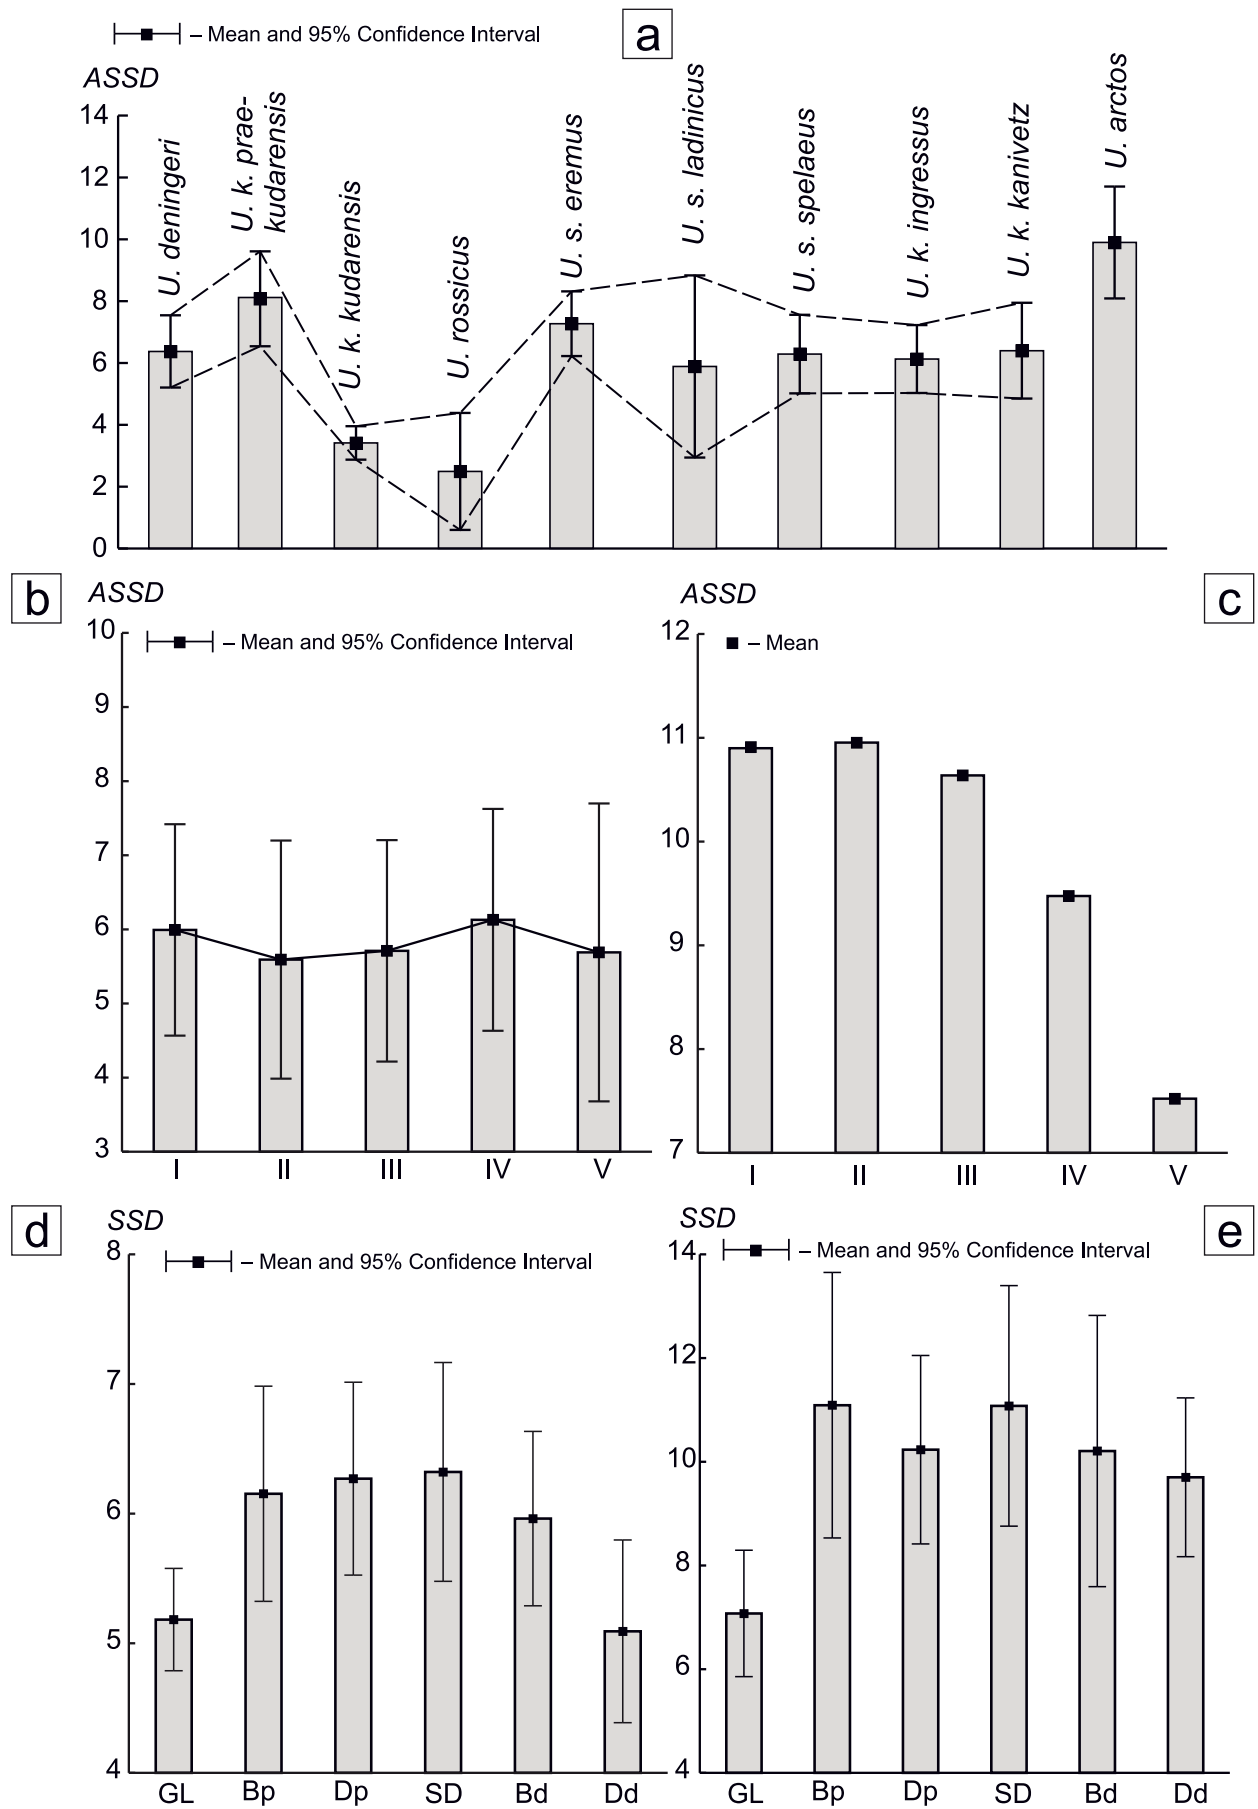 – Mean and 95% Confidence Interval
a
ASSD
14
12
10
8
6
4
2
0
U. deningeri
U. k. prae-
kudarensis
U. k. kudarensis
U. rossicus
U. s. eremus
U. s. ladinicus
U. s. spelaeus
U. k. ingressus
U. k. kanivetz
U. arctos
b
ASSD
– Mean and 95% Confidence Interval
10
9
8
7
6
5
4
3
I II III IV V
c
ASSD
– Mean
12
11
10
9
8
7
I II III IV V
d
SSD
– Mean and 95% Confidence Interval
8
7
6
5
4
GL Bp Dp SD Bd Dd
e
SSD
– Mean and 95% Confidence Interval
14
12
10
8
6
4
GL Bp Dp SD Bd Dd